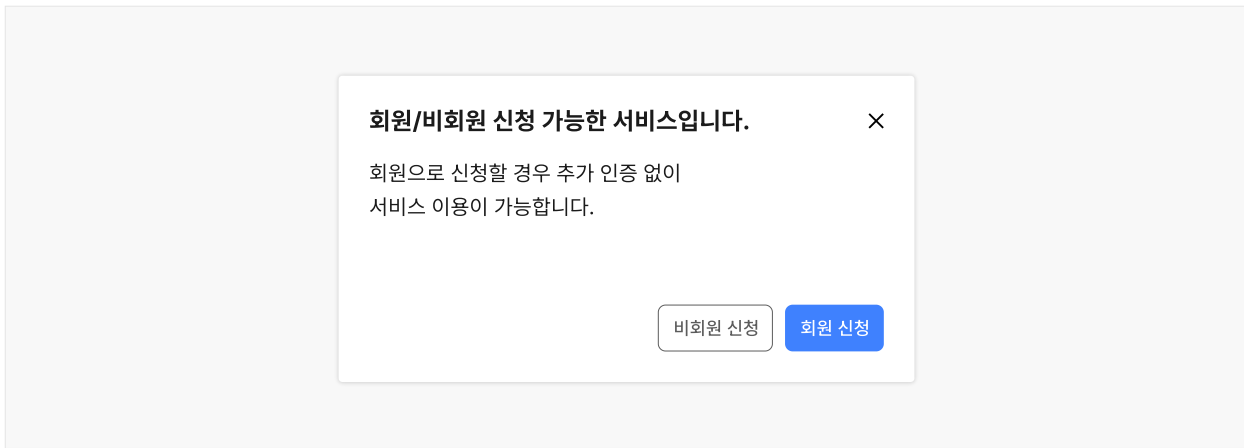 회원/비회원 신청 가능한 서비스입니다.
회원으로 신청할 경우 추가 인증 없이
서비스 이용이 가능합니다.
비회원 신청
회원 신청